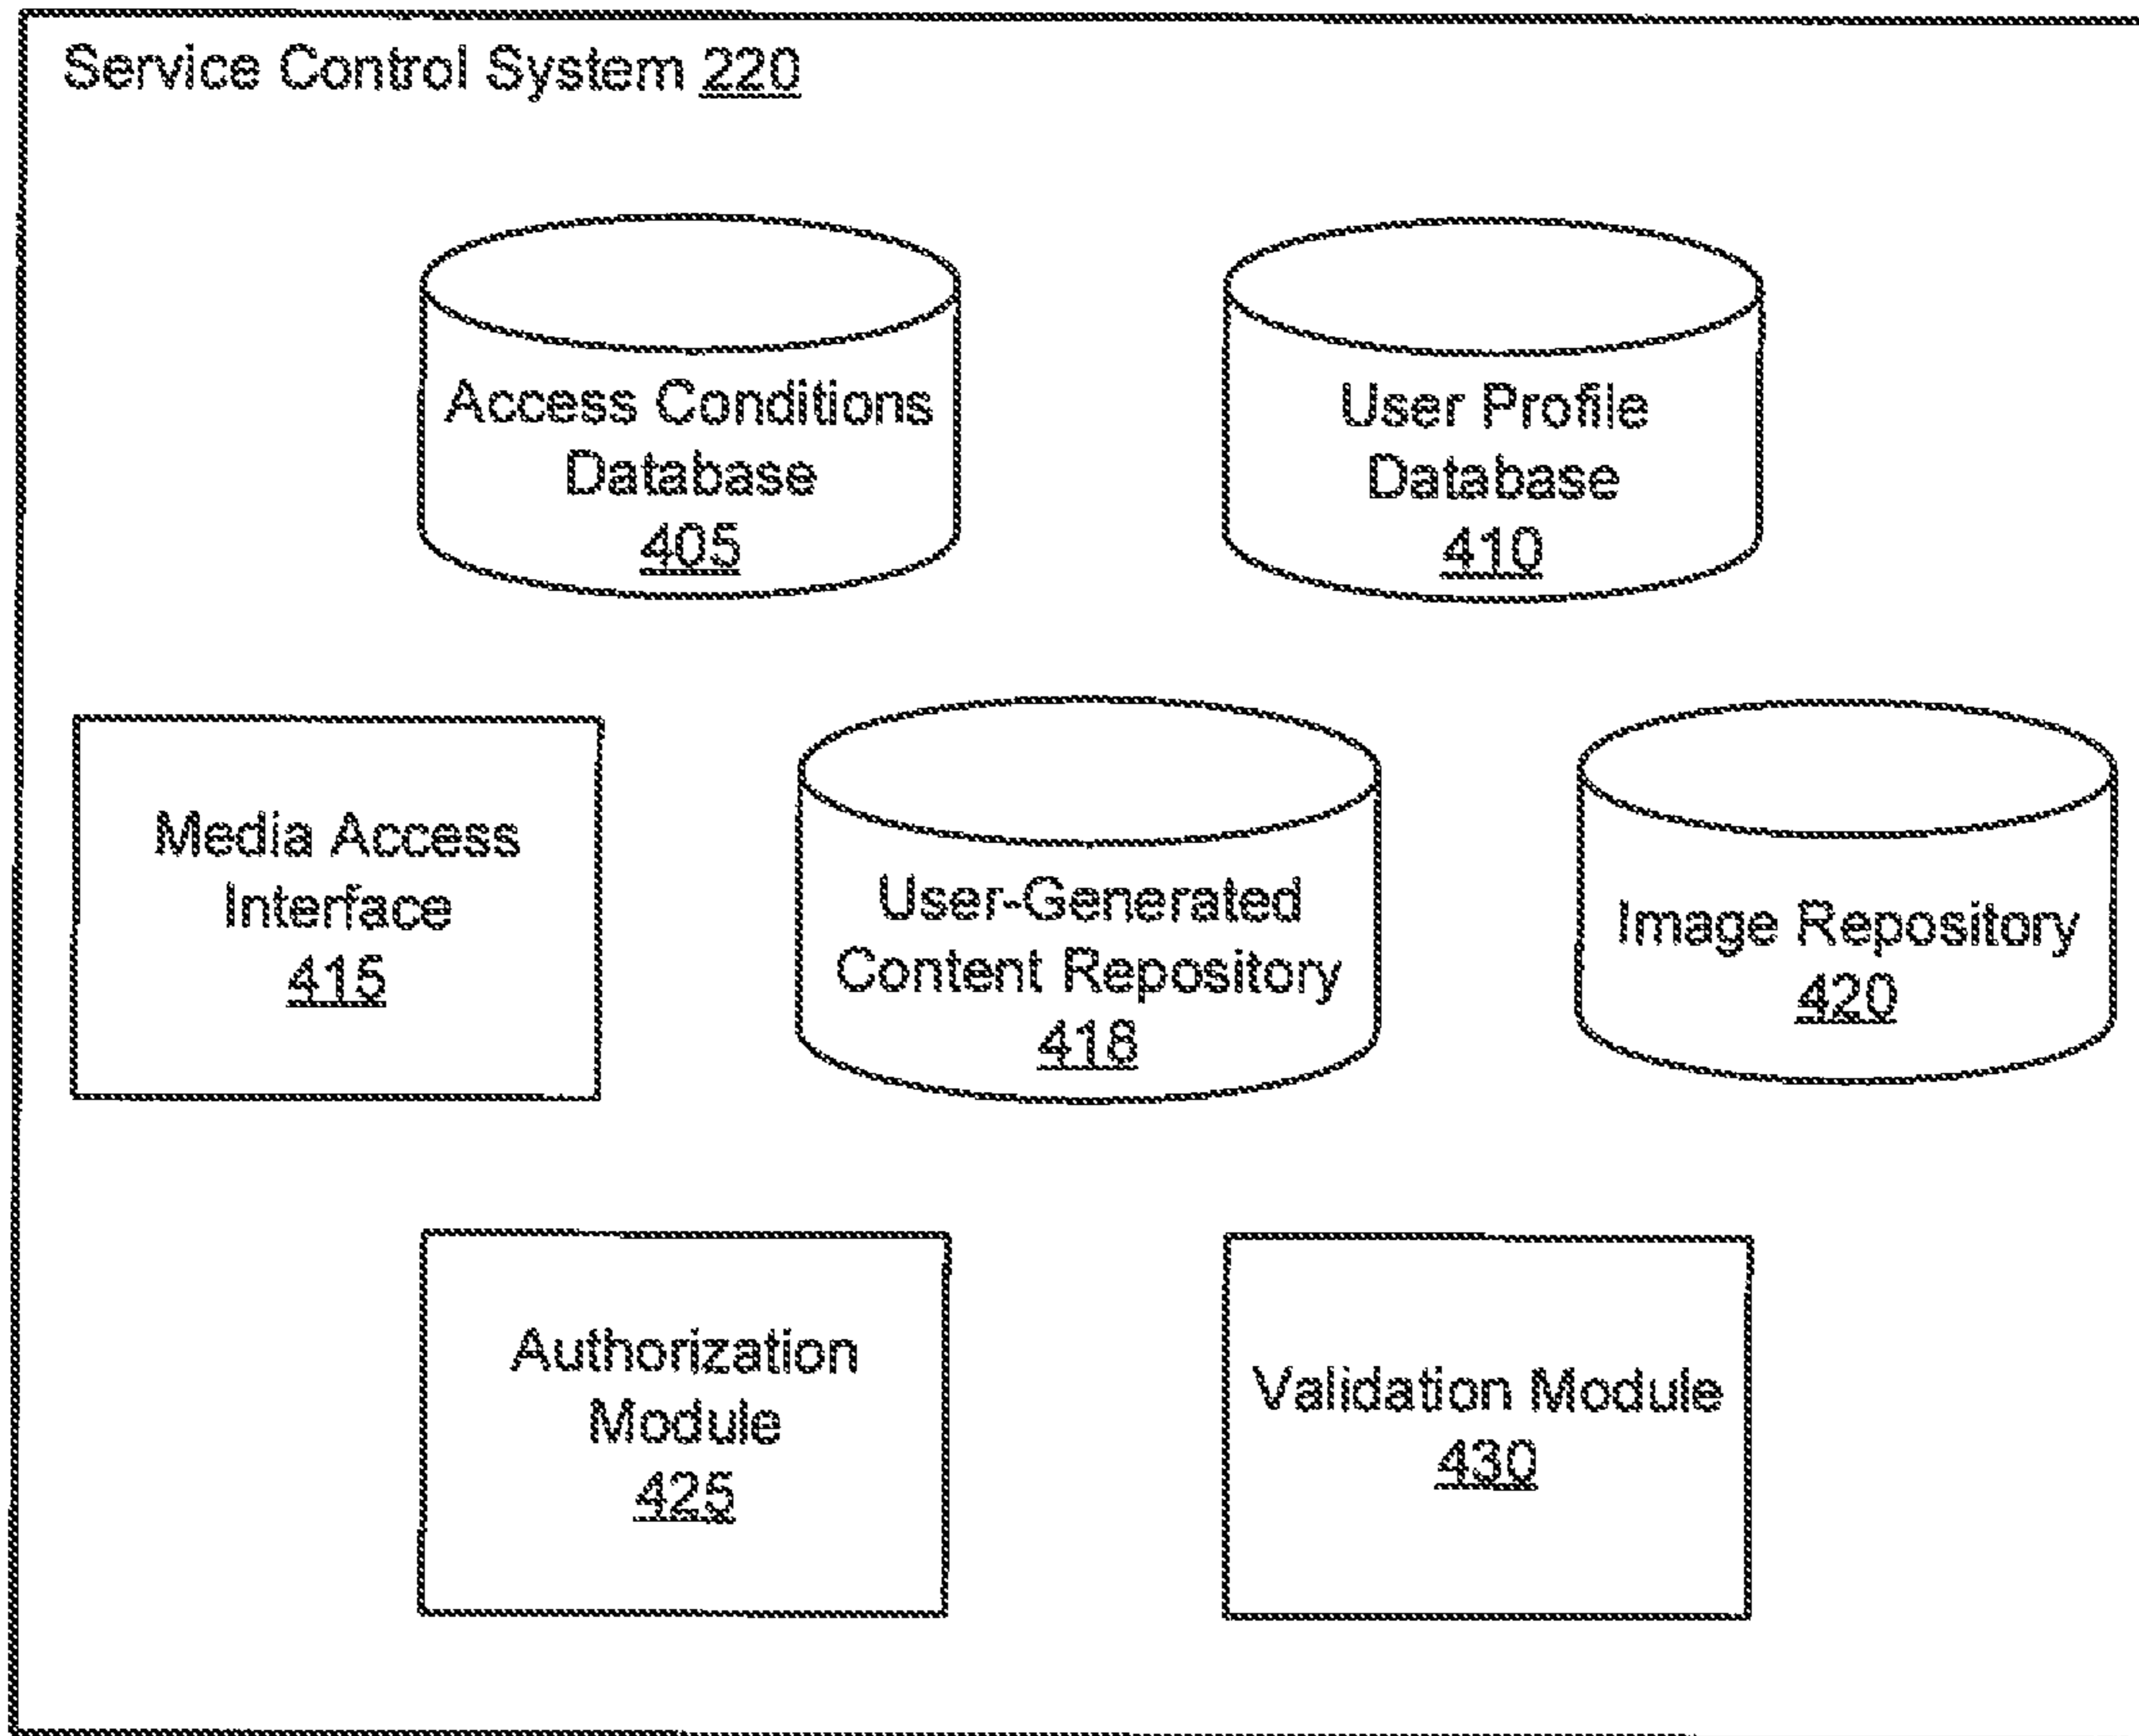 Service Control System 220
Access Conditions
Database
405
User Profile
Database
410
Media Access
Interface
415
User-Generated
Content Repository
418
Image Repository
420
Authorization
Module
425
Validation Module
430